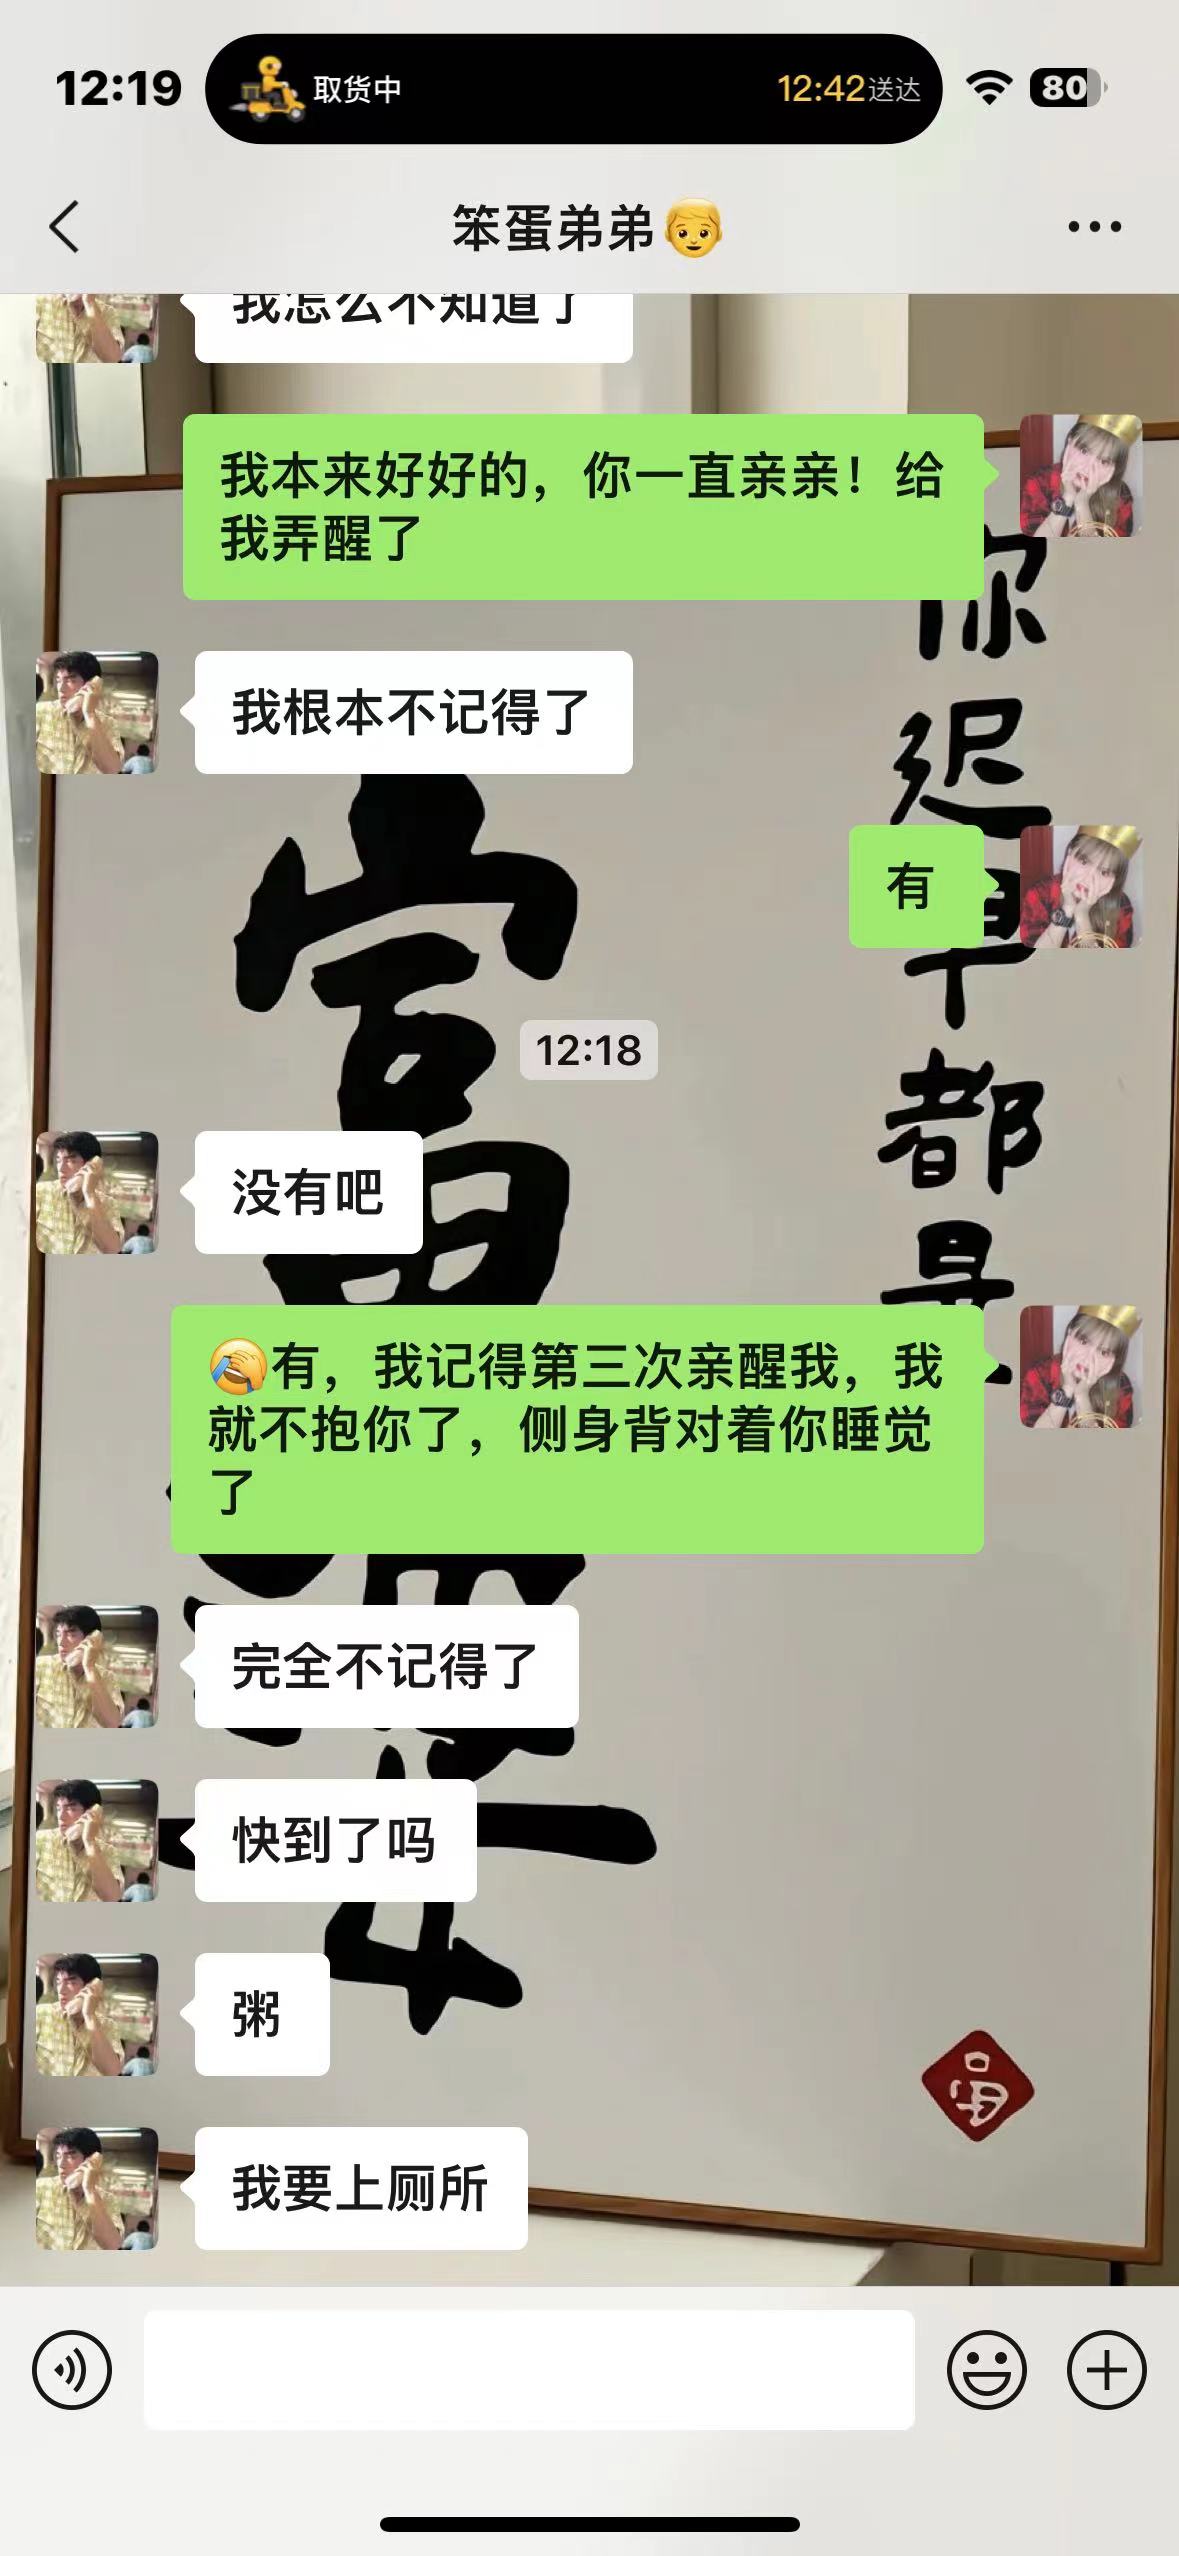 12:19
取货中
12:42送达
80
笨蛋弟弟👦
我怎么不知道了
我本来好好的，你一直亲亲！给
我弄醒了
我根本不记得了
有
12:18
没有吧
🤣有，我记得第三次亲醒我，我
就不抱你了，侧身背对着你睡觉
了
完全不记得了
快到了吗
粥
我要上厕所
你迟早都是
富
富